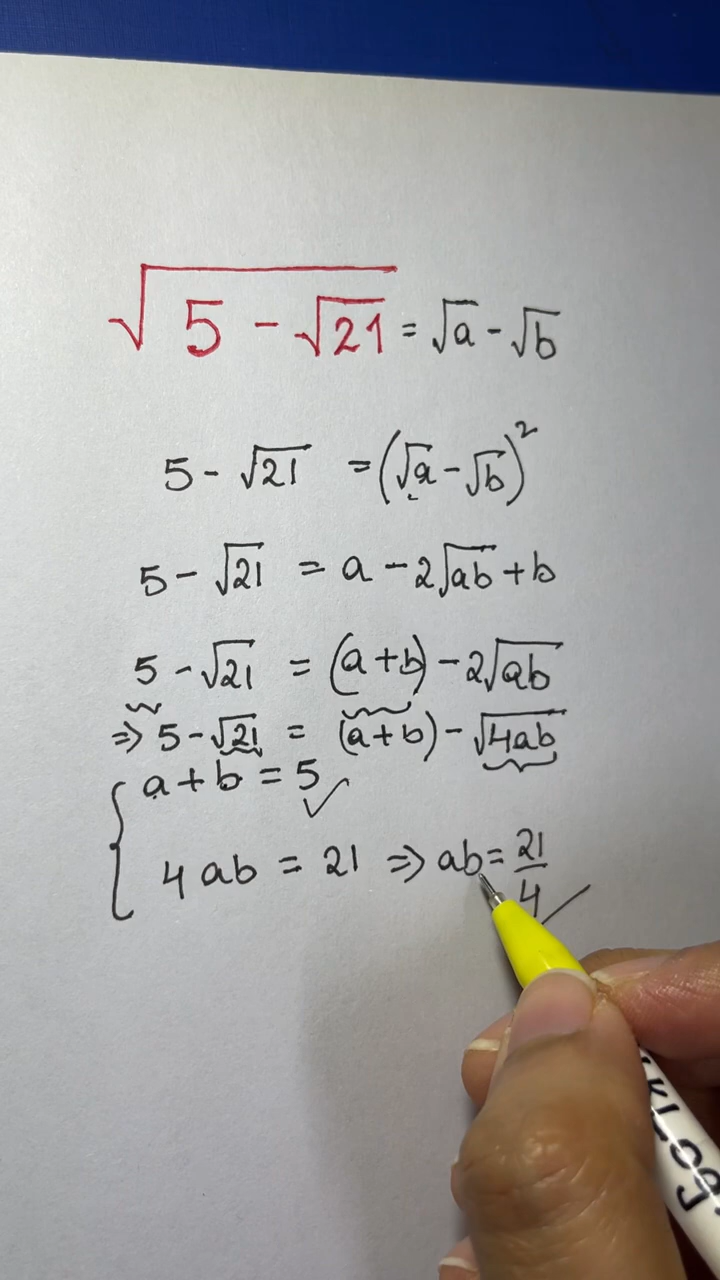 √(5 - √21) = √a - √b
5 - √21 = (√a - √b)²
5 - √21 = a - 2√ab + b
5 - √21 = (a + b) - 2√ab
⇒ 5 - √21 = (a + b) - √4ab
a + b = 5 ✓
4ab = 21 ⇒ ab = 21/4 ✓